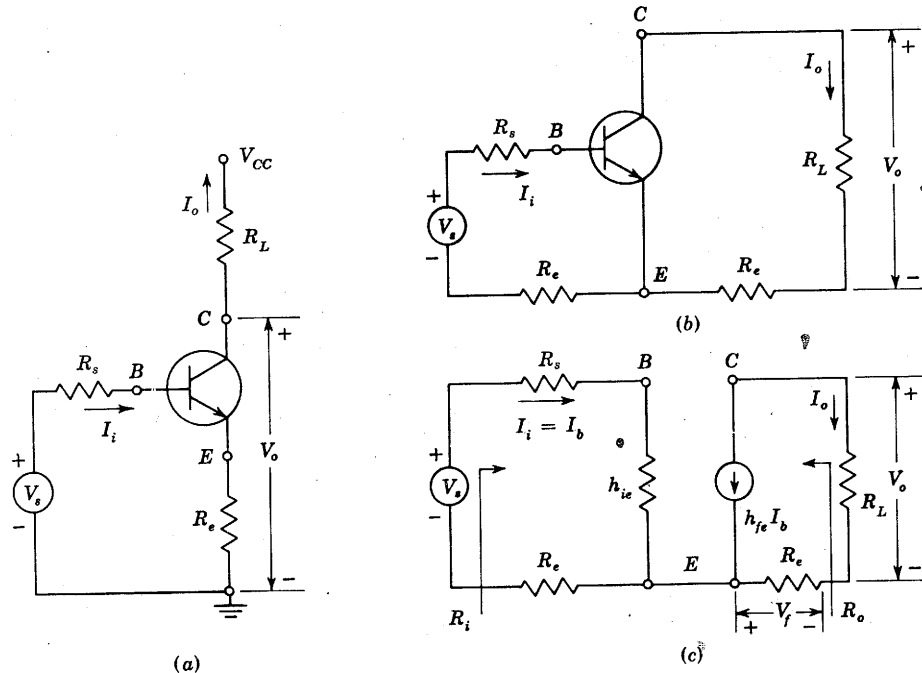 V_CC
I_o
R_L
C
+
R_s
B
I_i
E
V_o
+
V_s
−
R_e
−
(a)
C
+
I_o
R_s
B
R_L
V_o
I_i
+
V_s
−
R_e
E
R_e
−
(b)
R_s
B
C
+
I_o
I_i = I_b
+
V_s
−
h_ie
V_o
R_L
h_fe I_b
R_e
E
R_e
−
R_i
+ V_f −
R_o
(c)